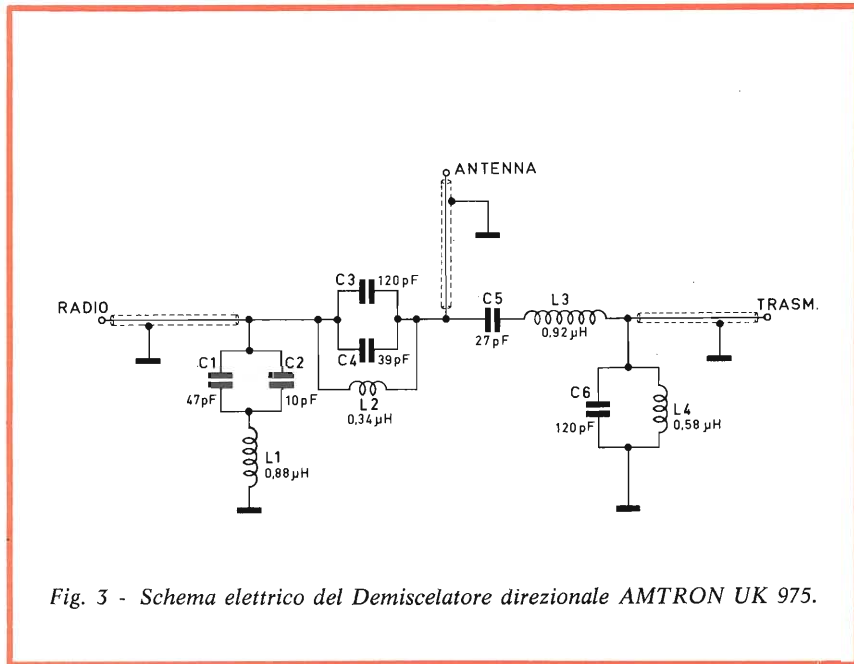 ANTENNA
C3 120pF
C5 L3
RADIO
TRASM.
27pF 0,92µH
C1 C2
C4 39pF
47pF 10pF
L2
0,34µH
C6 L4
120pF 0,58µH
L1
0,88µH
Fig. 3 - Schema elettrico del Demiscelatore direzionale AMTRON UK 975.